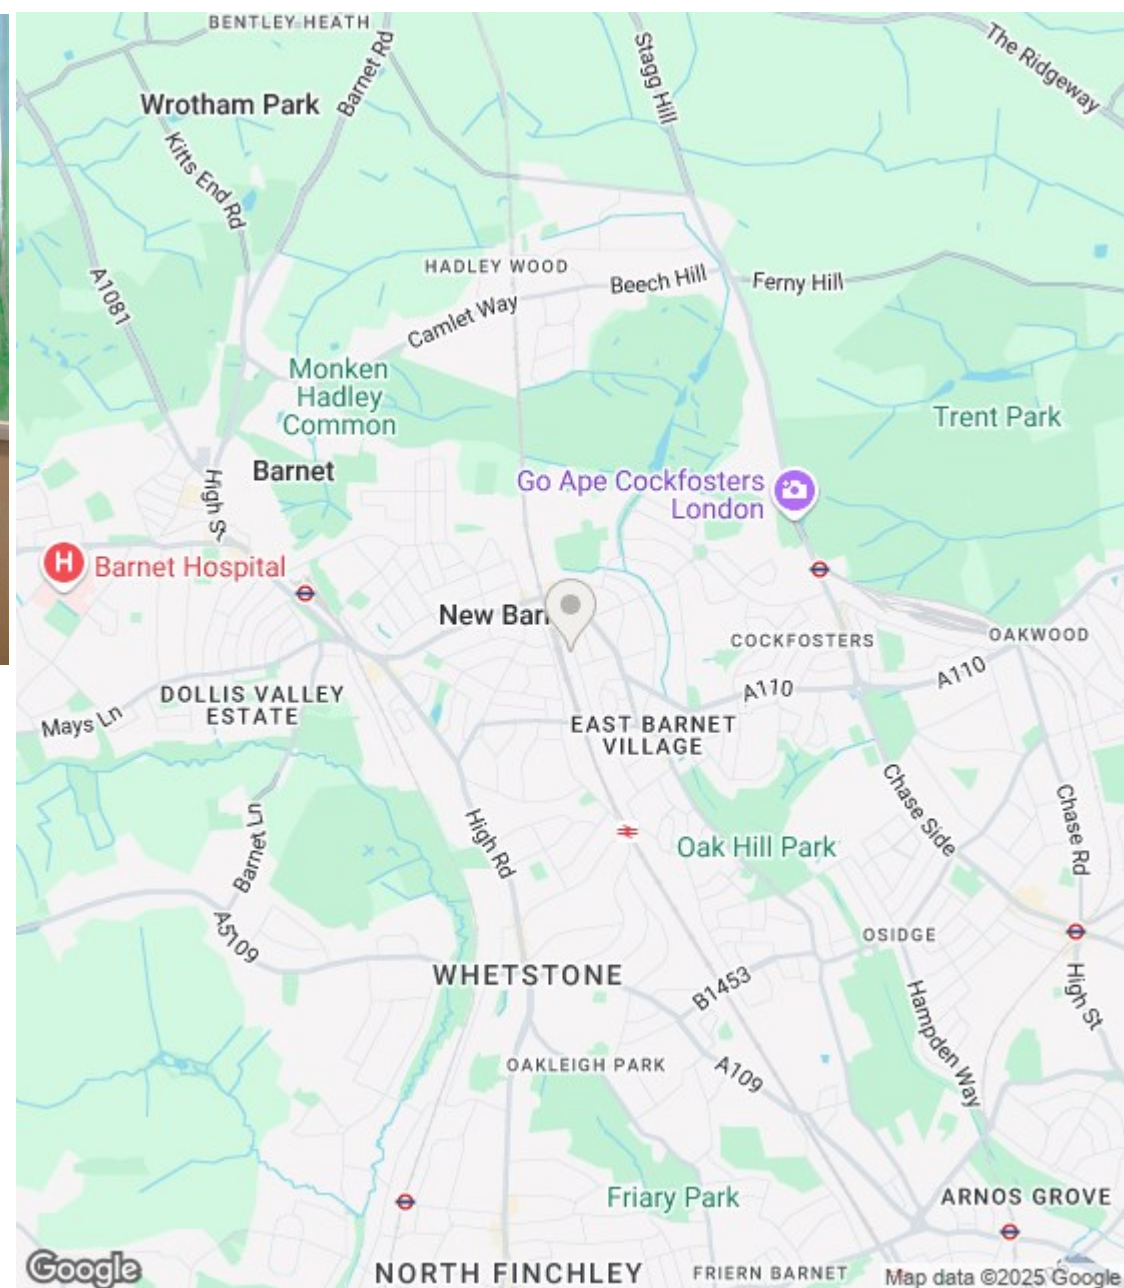 BENTLEY HEATH
Barnet Rd
Stagg Hill
The Ridgeway
Wrotham Park
Kitts End Rd
A1081
HADLEY WOOD
Beech Hill
Ferny Hill
Camlet Way
Monken
Hadley
Common
Trent Park
Barnet
High St
Go Ape Cockfosters
London
H
Barnet Hospital
New Bar
COCKFOSTERS
OAKWOOD
A110
A110
DOLLIS VALLEY
ESTATE
Mays Ln
EAST BARNET
VILLAGE
Chase Side
Chase Rd
Barnet Ln
High Rd
Oak Hill Park
A5109
OSIDGE
WHETSTONE
B1453
High St
Hampden Way
OAKLEIGH PARK
A109
Friary Park
ARNOS GROVE
Google
NORTH FINCHLEY
FRIERN BARNET
Map data ©2025 Google